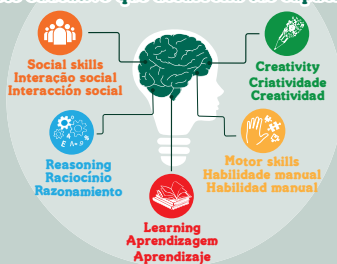 Social skills
Interação social
Interacción social
Creativity
Criatividade
Creatividad
Reasoning
Raciocínio
Razonamiento
Motor skills
Habilidade manual
Habilidad manual
Learning
Aprendizagem
Aprendizaje